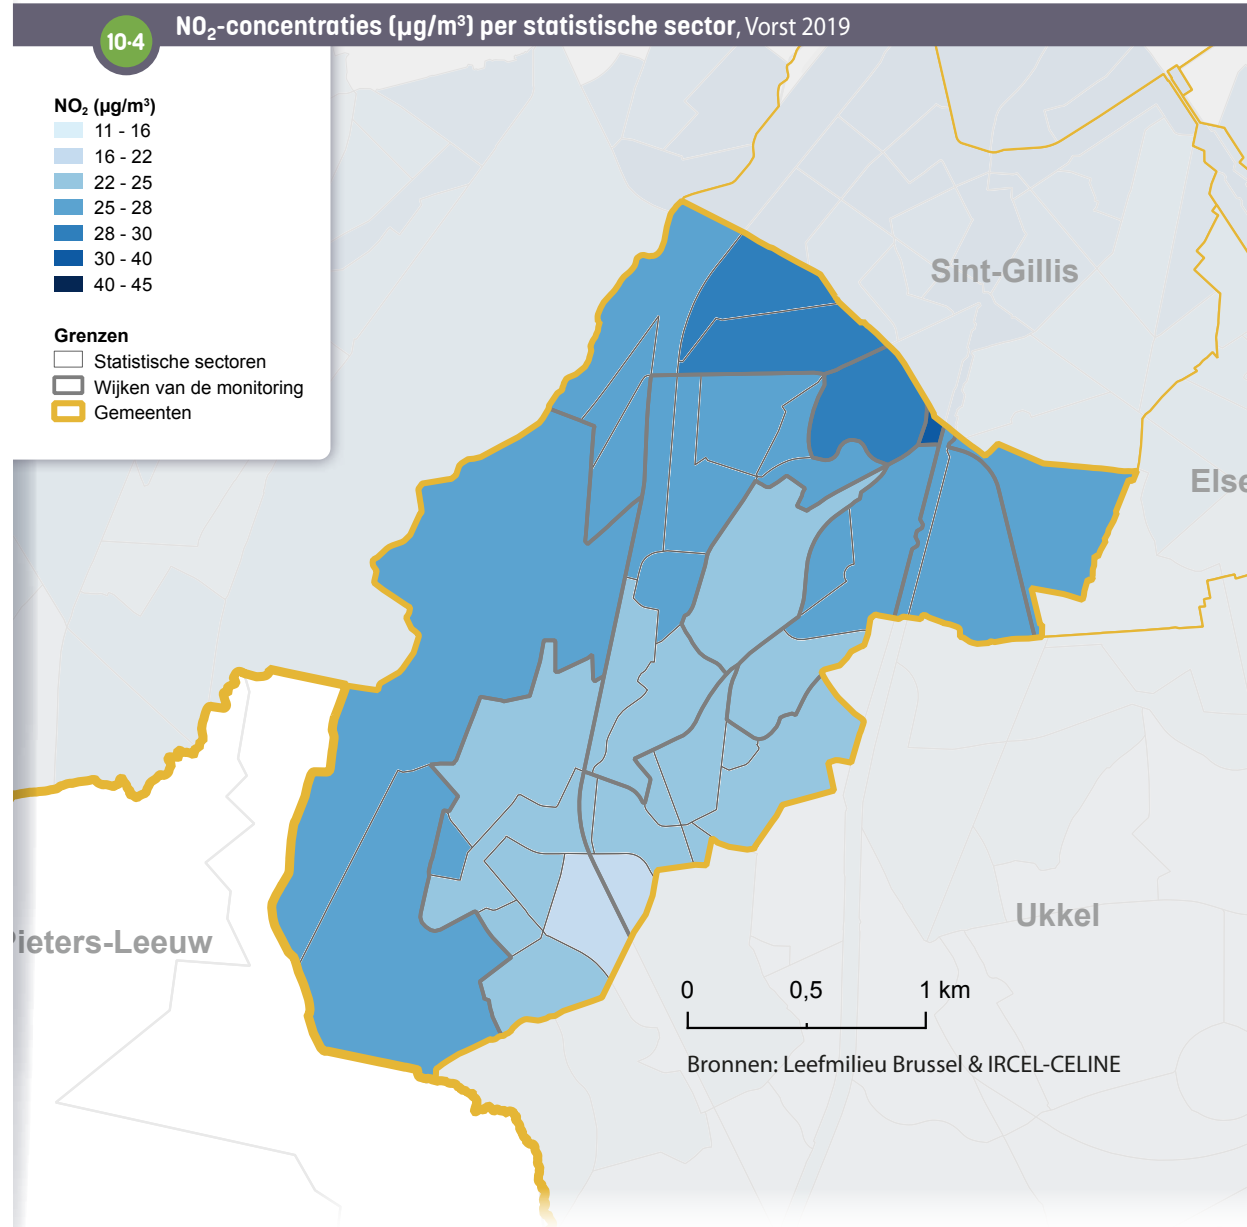 10.4
NO₂-concentraties (µg/m³) per statistische sector, Vorst 2019
NO₂ (µg/m³)
11 - 16
16 - 22
22 - 25
25 - 28
28 - 30
30 - 40
40 - 45
Grenzen
Statistische sectoren
Wijken van de monitoring
Gemeenten
Sint-Gillis
Else
Ukkel
ieters-Leeuw
0 0,5 1 km
Bronnen: Leefmilieu Brussel & IRCEL-CELINE